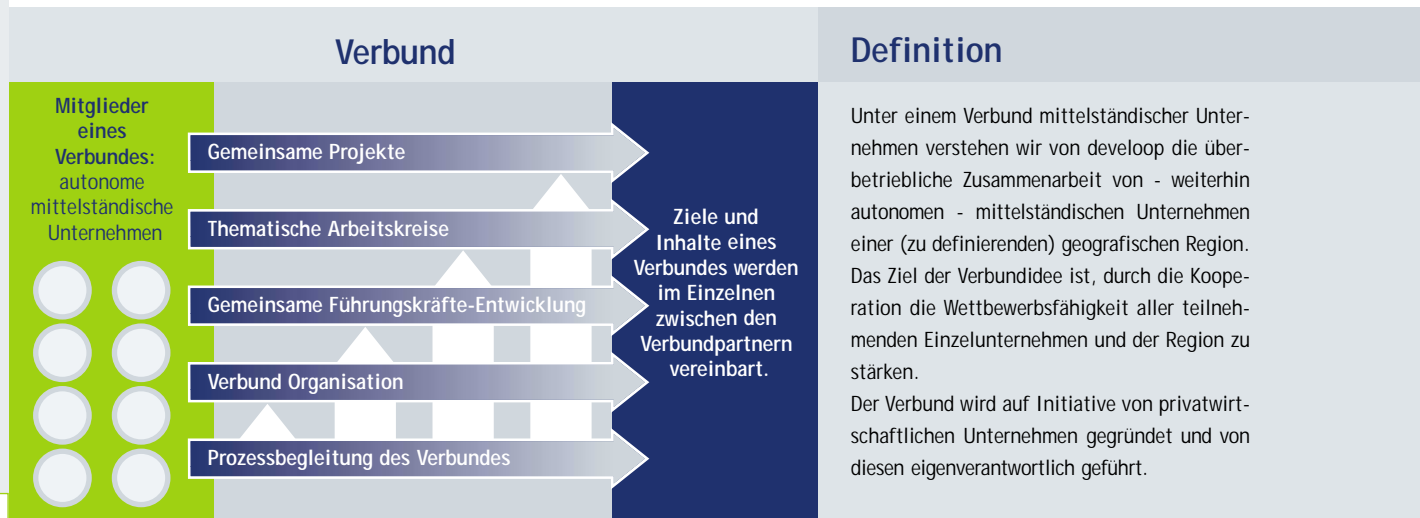 Verbund
Mitglieder
eines
Verbundes:
autonome
mittelständische
Unternehmen
Gemeinsame Projekte
Thematische Arbeitskreise
Gemeinsame Führungskräfte-Entwicklung
Verbund Organisation
Prozessbegleitung des Verbundes
Ziele und
Inhalte eines
Verbundes werden
im Einzelnen
zwischen den
Verbundpartnern
vereinbart.
Definition
Unter einem Verbund mittelständischer Unter-
nehmen verstehen wir von develoop die über-
betriebliche Zusammenarbeit von - weiterhin
autonomen - mittelständischen Unternehmen
einer (zu definierenden) geografischen Region.
Das Ziel der Verbundidee ist, durch die Koope-
ration die Wettbewerbsfähigkeit aller teilneh-
menden Einzelunternehmen und der Region zu
stärken.
Der Verbund wird auf Initiative von privatwirt-
schaftlichen Unternehmen gegründet und von
diesen eigenverantwortlich geführt.